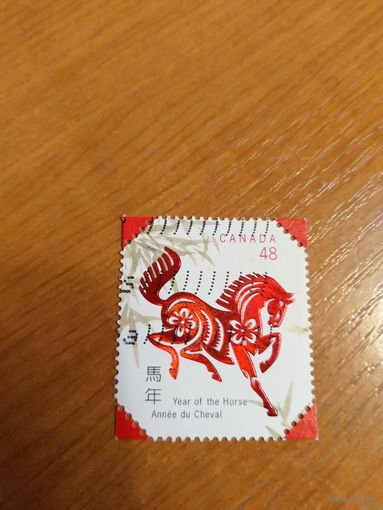 CANADA
48
馬
年
Year of the Horse
Année du Cheval